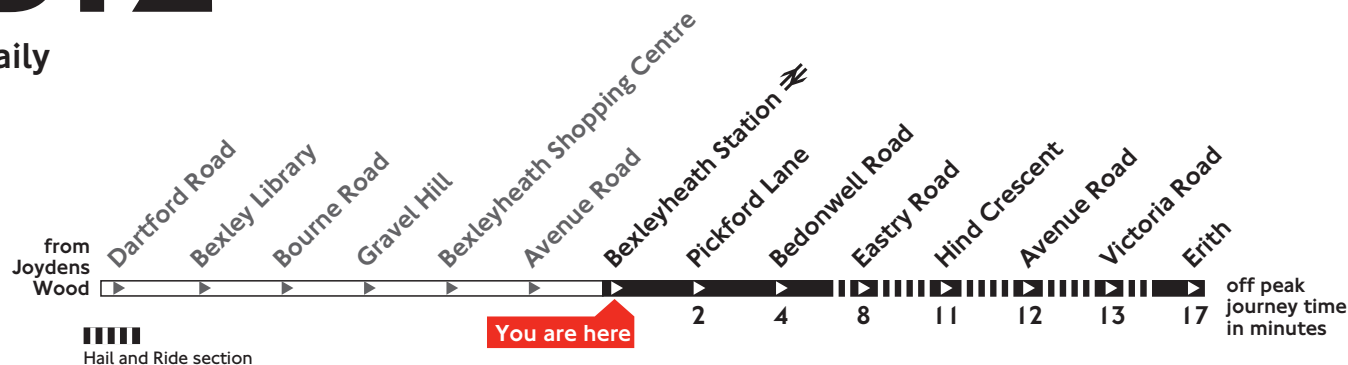 aily
Dartford Road
Bexley Library
Bourne Road
Gravel Hill
Bexleyheath Shopping Centre
Avenue Road
Bexleyheath Station
Pickford Lane
Bedonwell Road
Eastry Road
Hind Crescent
Avenue Road
Victoria Road
Erith
from
Joydens
Wood
You are here
2
4
8
11
12
13
17
off peak
journey time
in minutes
Hail and Ride section